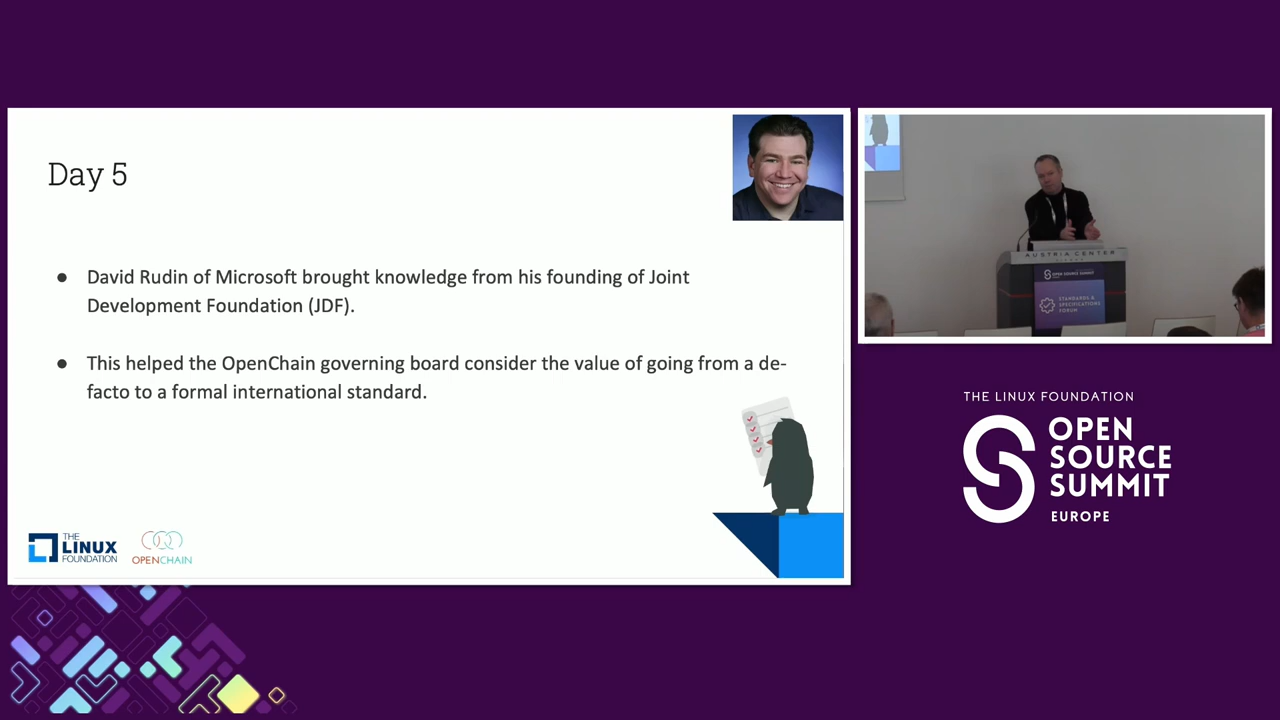 Day 5
● David Rudin of Microsoft brought knowledge from his founding of Joint
Development Foundation (JDF).
● This helped the OpenChain governing board consider the value of going from a de-
facto to a formal international standard.
THE
LINUX
FOUNDATION
OPENCHAIN
AUSTRIA CENTER
OPEN SOURCE SUMMIT
STANDARDS &
SPECIFICATIONS
FORUM
THE LINUX FOUNDATION
OPEN
SOURCE
SUMMIT
EUROPE